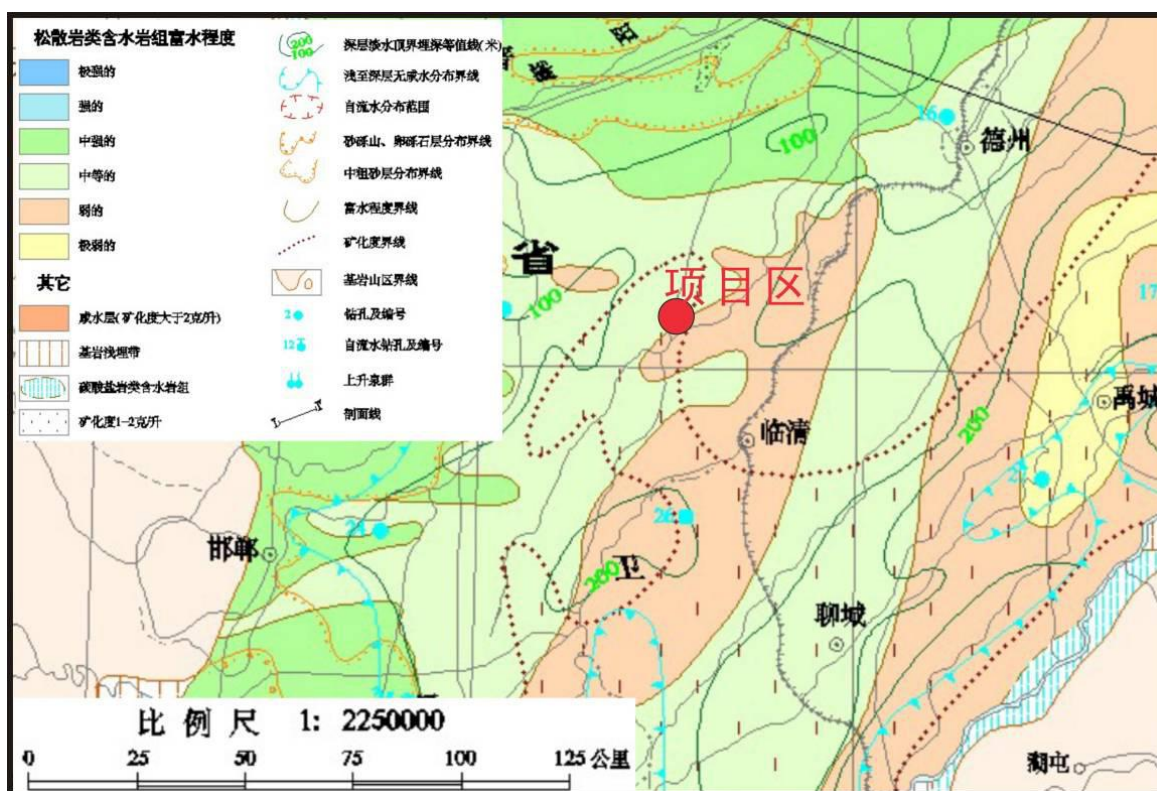 松散岩类含水岩组富水程度
极强的
强的
中强的
中等的
弱的
极弱的
其它
咸水层(矿化度大于2克/升)
基岩浅埋带
碳酸盐岩类含水岩组
矿化度1-2克/升
200
100
深层淡水顶界埋深等值线(米)
浅至深层无咸水分布界线
自流水分布范围
砂砾山、卵砾石层分布界线
中粗砂层分布界线
富水程度界线
矿化度界线
基岩山区界线
2
钻孔及编号
12
自流水钻孔及编号
上升泉群
剖面线
16
德州
100
省
项目区
100
17
禹城
200
临清
26
邯郸
卫
200
聊城
比例尺 1: 2250000
0 25 50 75 100 125 公里